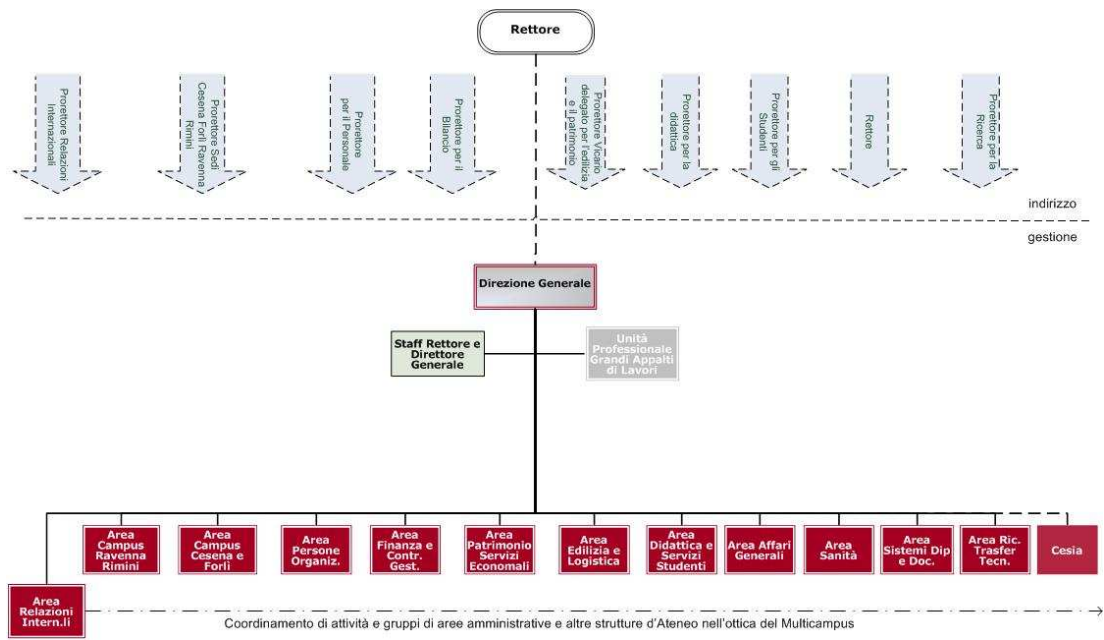 Rettore
Prorettore Relazioni
Internazionali
Prorettore Sedi
Cesena Forlì Ravenna
Rimini
Prorettore
per il Personale
Prorettore per il
Bilancio
Prorettore Vicario
delegato per l'edilizia
e il patrimonio
Prorettore per la
didattica
Prorettore per gli
Studenti
Rettore
Prorettore per la
Ricerca
indirizzo
gestione
Direzione Generale
Staff Rettore e
Direttore
Generale
Unità
Professionale
Grandi Appalti
di Lavori
Area
Campus
Ravenna
Rimini
Area
Campus
Cesena e
Forlì
Area
Persone
Organiz.
Area
Finanza e
Contr.
Gest.
Area
Patrimonio
Servizi
Economali
Area
Edilizia e
Logistica
Area
Didattica e
Servizi
Studenti
Area Affari
Generali
Area
Sanità
Area
Sistemi Dip
e Doc.
Area Ric.
Trasfer
Tecn.
Cesia
Area
Relazioni
Intern.li
Coordinamento di attività e gruppi di aree amministrative e altre strutture d'Ateneo nell'ottica del Multicampus